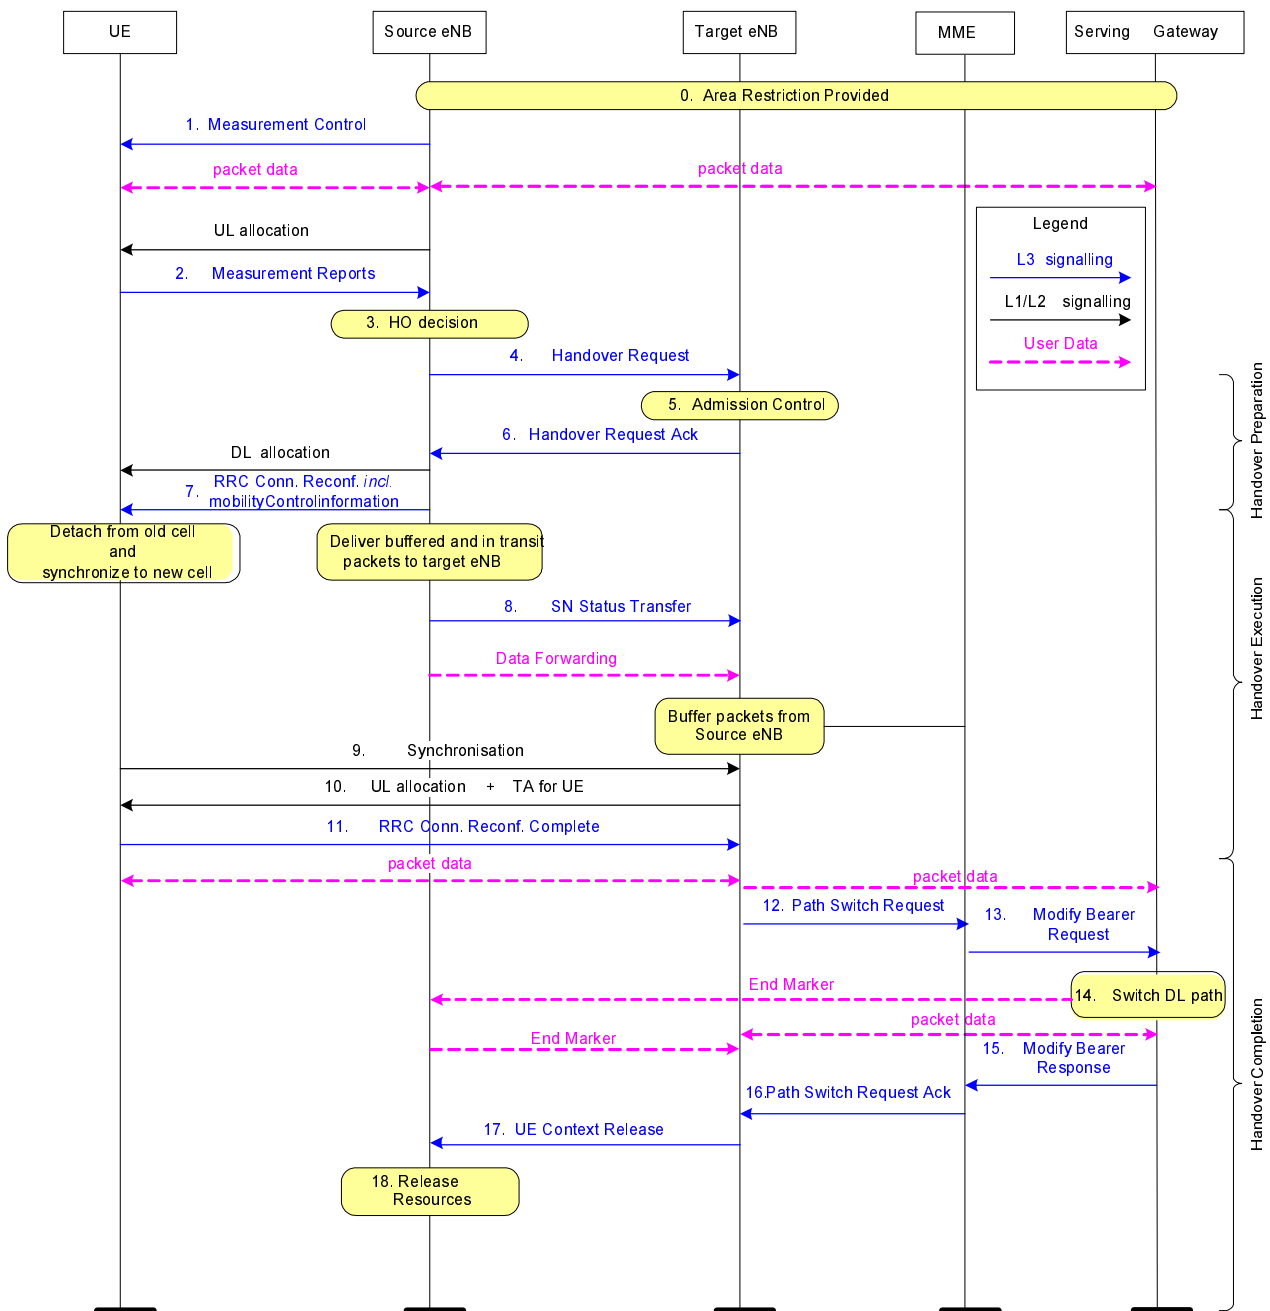 UE
Source eNB
Target eNB
MME
Serving Gateway
0. Area Restriction Provided
1. Measurement Control
packet data
packet data
Legend
UL allocation
L3 signalling
2. Measurement Reports
L1/L2 signalling
3. HO decision
User Data
4. Handover Request
5. Admission Control
6. Handover Request Ack
Handover Preparation
DL allocation
7. RRC Conn. Reconf. incl.
mobilityControlinformation
Detach from old cell
and
synchronize to new cell
Deliver buffered and in transit
packets to target eNB
8. SN Status Transfer
Data Forwarding
Handover Execution
Buffer packets from
Source eNB
9. Synchronisation
10. UL allocation + TA for UE
11. RRC Conn. Reconf. Complete
packet data
packet data
12. Path Switch Request
13. Modify Bearer
Request
End Marker
14. Switch DL path
packet data
End Marker
15. Modify Bearer
Response
Handover Completion
16.Path Switch Request Ack
17. UE Context Release
18. Release
Resources